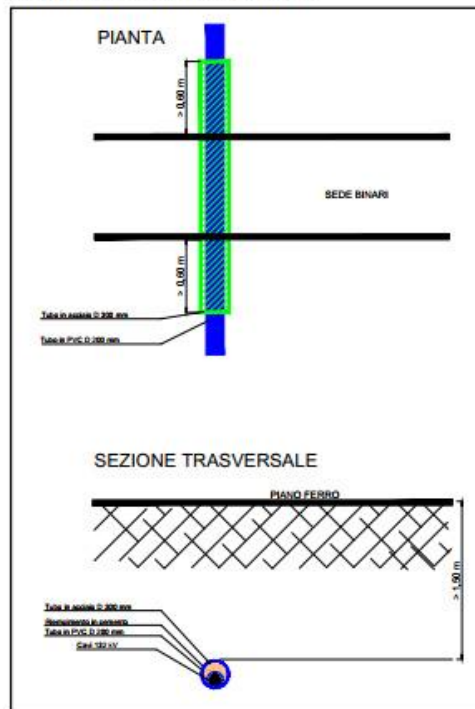 PIANTA
> 0,60 m
SEDE BINARI
> 0,60 m
Tubo in acciaio D 300 mm
Tubo in PVC D 200 mm
SEZIONE TRASVERSALE
PIANO FERRO
> 1,50 m
Tubo in acciaio D 300 mm
Riempimento in cemento
Tubo in PVC D 200 mm
Cavi 132 kV